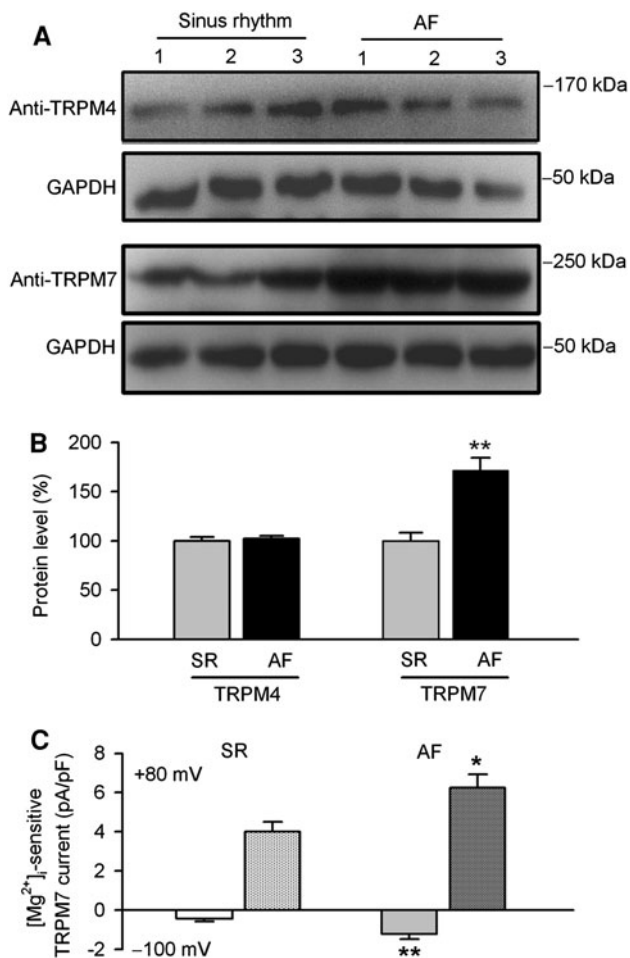 A
Sinus rhythm AF
1 2 3 1 2 3
Anti-TRPM4 –170 kDa
GAPDH –50 kDa
Anti-TRPM7 –250 kDa
GAPDH –50 kDa
B
Protein level (%)
200
150
100
50
0
**
SR AF SR AF
TRPM4 TRPM7
C
[Mg²⁺]ᵢ-sensitive
TRPM7 current (pA/pF)
8
6
4
2
0
-2
SR AF
+80 mV
*
−100 mV
**